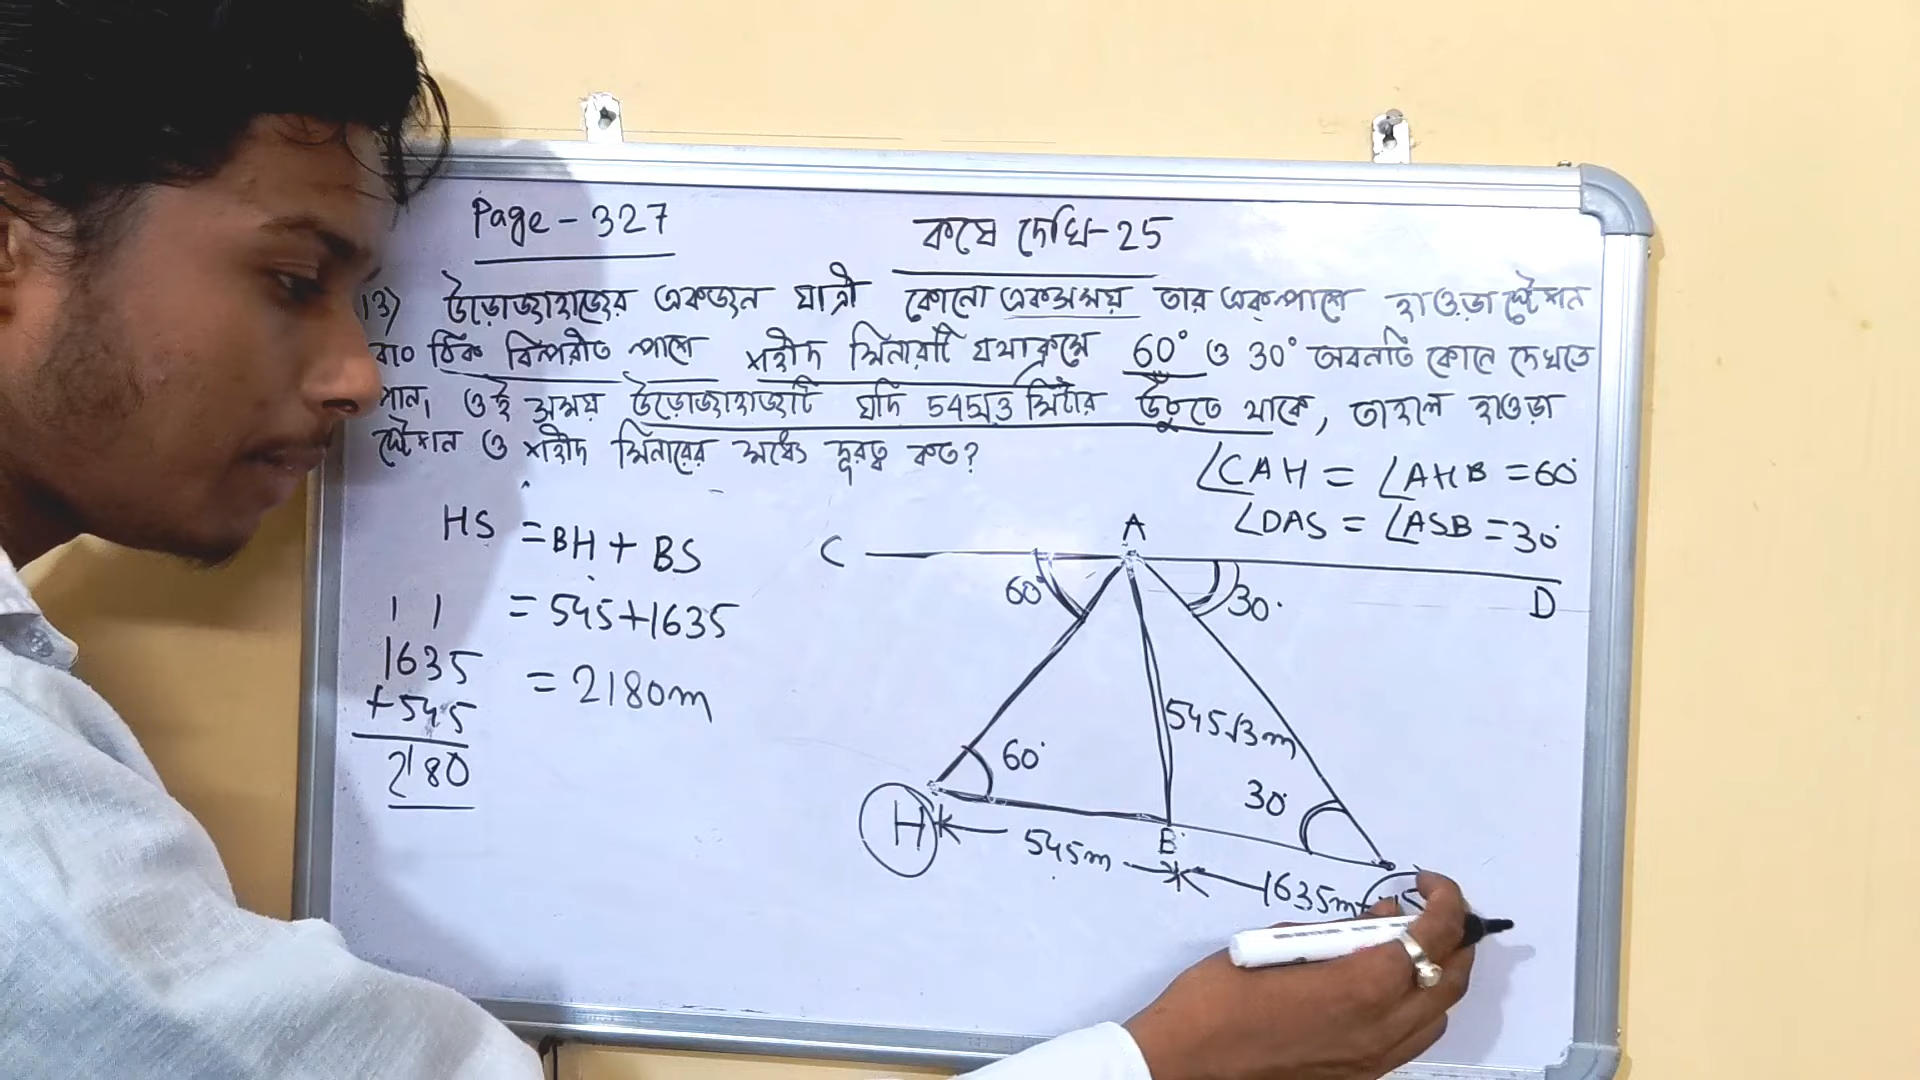 Page - 327
কষে দেখি-25
13) উড়োজাহাজের একজন যাত্রী কোনো একসময় তার একপাশে হাওড়া স্টেশন
ঠিক বিপরীত পাশে শহীদ মিনারটি যথাক্রমে 60° ও 30° অবনতি কোনে দেখতে
পান, ওই সময় উড়োজাহাজটি যদি 545√3 মিটার উঁচুতে থাকে, তাহলে হাওড়া
স্টেশন ও শহীদ মিনারের মধ্যে দূরত্ব কত?
∠CAH = ∠AHB = 60°
∠DAS = ∠ASB = 30°
HS = BH + BS
= 545+1635
= 2180m
1 1
1635
+545
2180
A
C
D
60°
30°
545√3m
60°
30°
H
B
545m
1635m